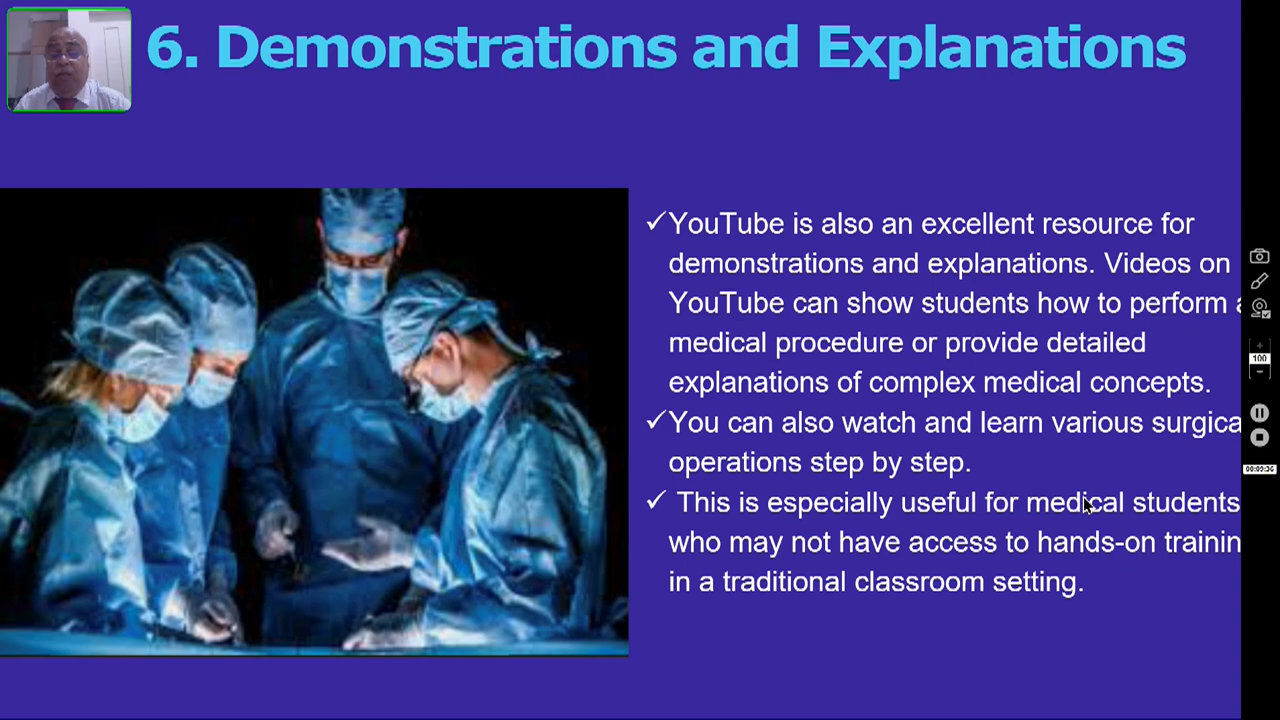 6. Demonstrations and Explanations
✓YouTube is also an excellent resource for
demonstrations and explanations. Videos on
YouTube can show students how to perform a
medical procedure or provide detailed
explanations of complex medical concepts.
✓You can also watch and learn various surgica
operations step by step.
✓ This is especially useful for medical students
who may not have access to hands-on trainin
in a traditional classroom setting.
100